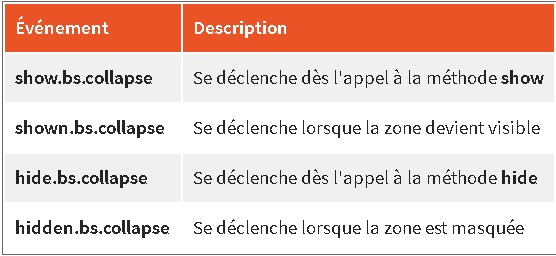 Événement Description
show.bs.collapse Se déclenche dès l'appel à la méthode show
shown.bs.collapse Se déclenche lorsque la zone devient visible
hide.bs.collapse Se déclenche dès l'appel à la méthode hide
hidden.bs.collapse Se déclenche lorsque la zone est masquée